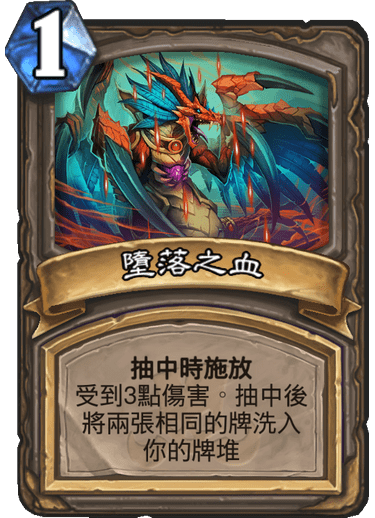 1
墮落之血
抽中時施放
受到3點傷害。抽中後
將兩張相同的牌洗入
你的牌堆